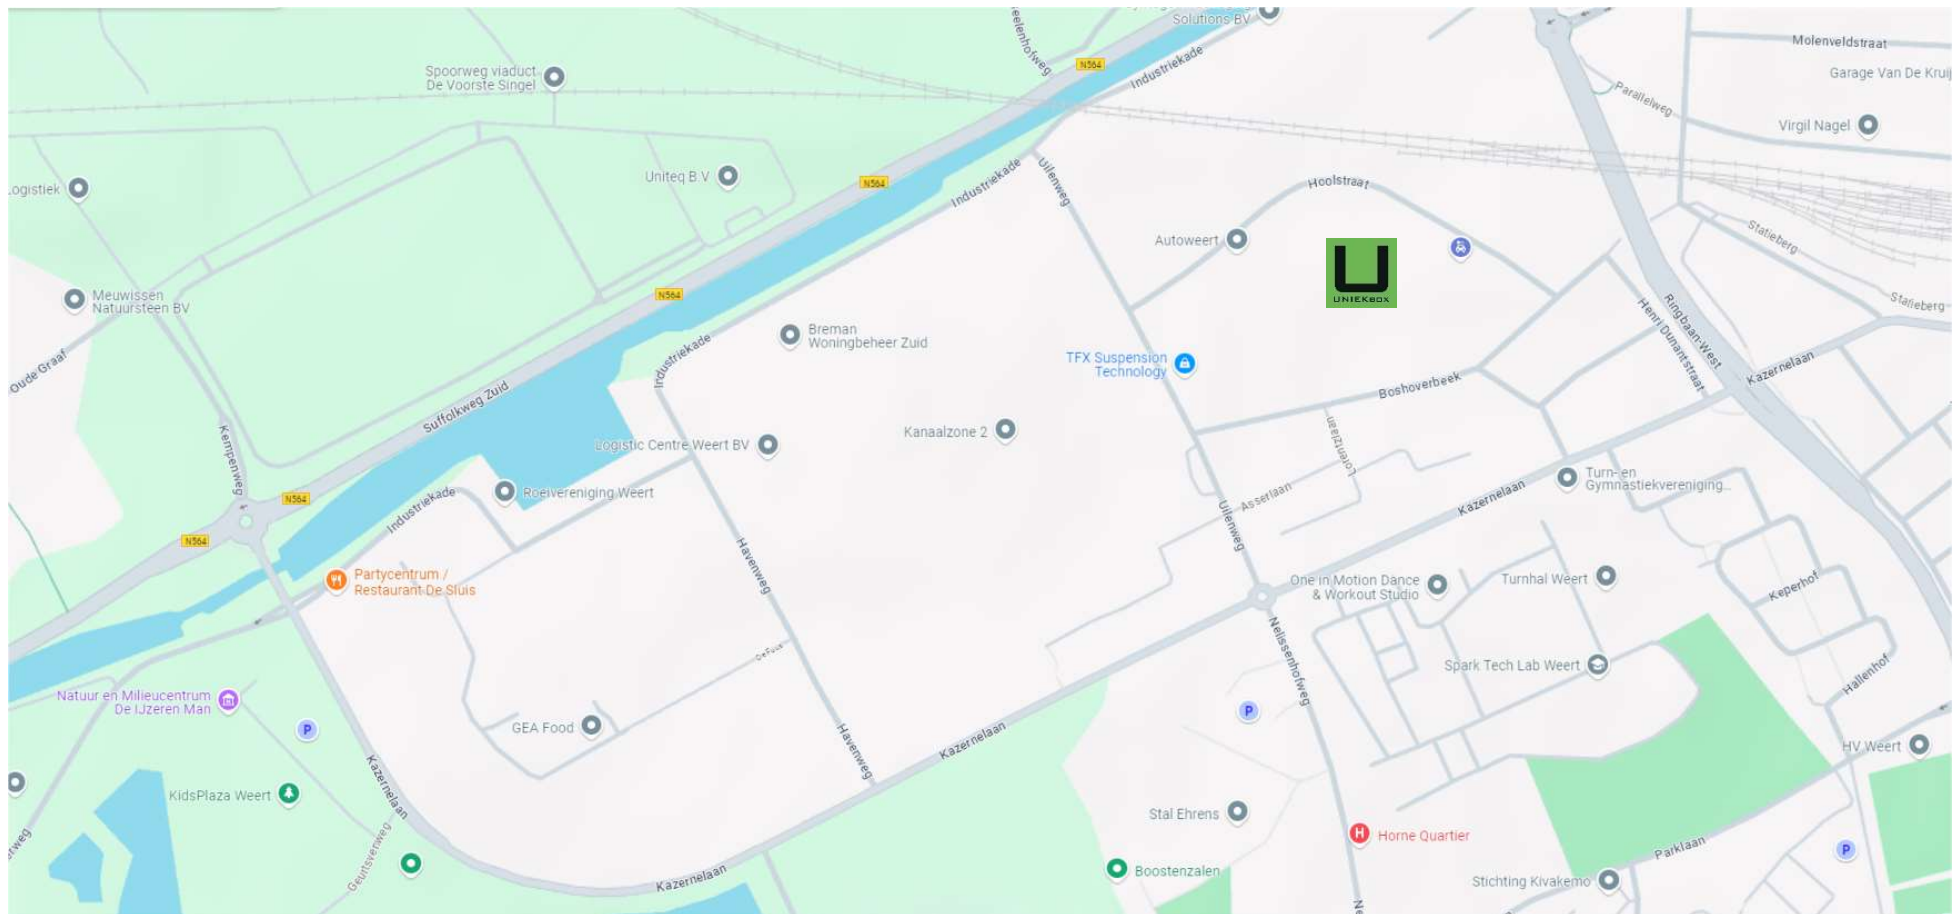 Solutions BV
Molenveldstraat
Garage Van De Kruij
N564
Industriekade
Spoorweg viaduct
De Voorste Singel
Parallelweg
Virgil Nagel
Uniteq B.V
N564
Industriekade
Uilenweg
Hoolstraat
Logistiek
Autoweert
Statieberg
UNIEKBOX
Meuwissen
Natuursteen BV
N564
Breman
Woningbeheer Zuid
Industriekade
Ringbaan-West
Henri Dunantstraat
Statieberg
Oude Graaf
TFX Suspension
Technology
Boshoverbeek
Kazernelaan
Suffolkweg Zuid
Kempenweg
Logistic Centre Weert BV
Kanaalzone 2
Lorentzlaan
Turn- en
Gymnastiekvereniging...
Roeivereniging Weert
Industriekade
N564
Asserlaan
Kazernelaan
N564
Uilenweg
Havenweg
Partycentrum /
Restaurant De Sluis
One in Motion Dance
& Workout Studio
Turnhal Weert
Keperhof
Nelissenhofweg
Spark Tech Lab Weert
Hallenhof
Natuur en Milieucentrum
De IJzeren Man
P
P
GEA Food
Havenweg
Kazernelaan
HV Weert
Kazernelaan
KidsPlaza Weert
Stal Ehrens
H
Horne Quartier
Parklaan
P
Geurtsverweg
Boostenzalen
Kazernelaan
Stichting Kivakemo